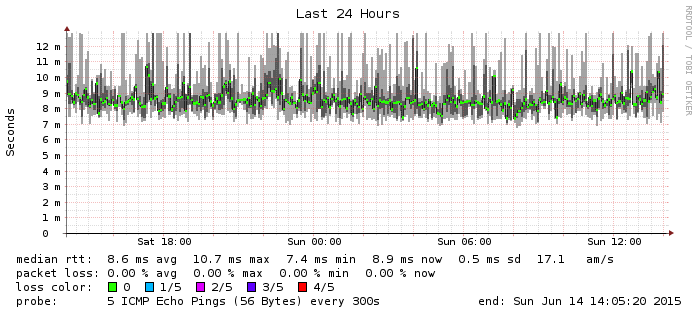 Last 24 Hours
RRDTOOL / TOBI OETIKER
Seconds
12 m
11 m
10 m
9 m
8 m
7 m
6 m
5 m
4 m
3 m
2 m
1 m
0
Sat 18:00 Sun 00:00 Sun 06:00 Sun 12:00
median rtt: 8.6 ms avg 10.7 ms max 7.4 ms min 8.9 ms now 0.5 ms sd 17.1 am/s
packet loss: 0.00 % avg 0.00 % max 0.00 % min 0.00 % now
loss color: 0 1/5 2/5 3/5 4/5
probe: 5 ICMP Echo Pings (56 Bytes) every 300s end: Sun Jun 14 14:05:20 2015